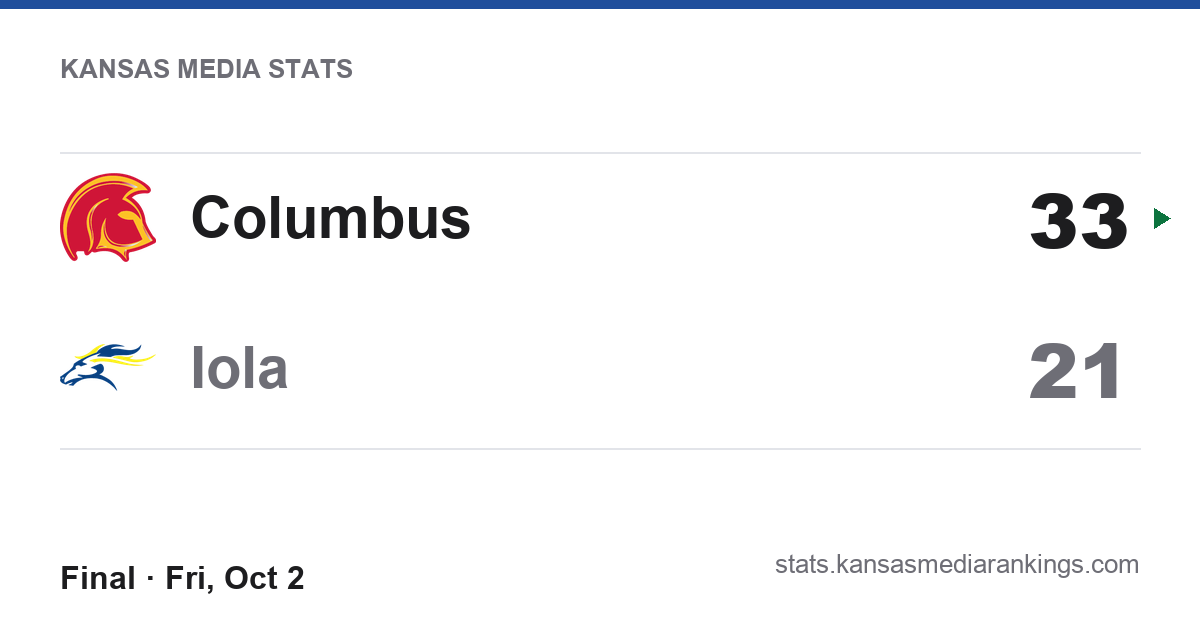 KANSAS MEDIA STATS
Columbus 33
Iola 21
Final · Fri, Oct 2
stats.kansasmediarankings.com